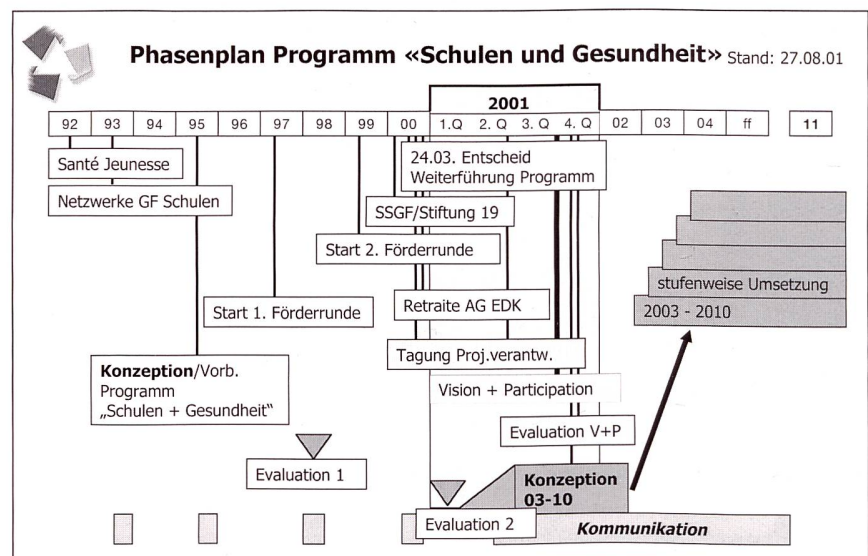 Phasenplan Programm «Schulen und Gesundheit» Stand: 27.08.01
2001
92 93 94 95 96 97 98 99 00 1.Q 2. Q 3. Q 4. Q 02 03 04 ff 11
Santé Jeunesse
24.03. Entscheid
Weiterführung Programm
Netzwerke GF Schulen
SSGF/Stiftung 19
Start 2. Förderrunde
stufenweise Umsetzung
Start 1. Förderrunde
Retraite AG EDK
2003 - 2010
Tagung Proj.verantw.
Konzeption/Vorb.
Programm
„Schulen + Gesundheit“
Vision + Participation
Evaluation V+P
Evaluation 1
Konzeption
03-10
Evaluation 2
Kommunikation